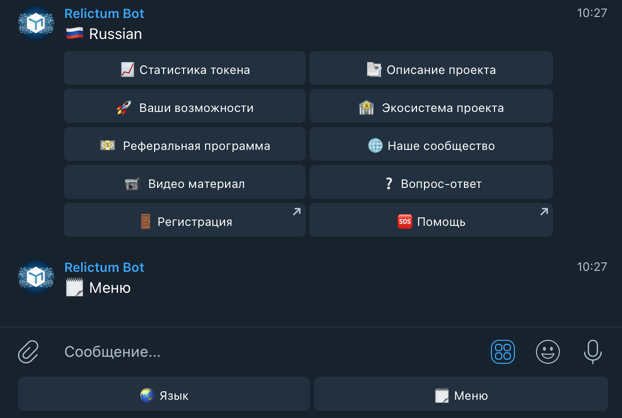 Relictum Bot 10:27
Russian
Статистика токена Описание проекта
Ваши возможности Экосистема проекта
Реферальная программа Наше сообщество
Видео материал Вопрос-ответ
Регистрация Помощь
Relictum Bot 10:27
Меню
Сообщение...
Язык Меню